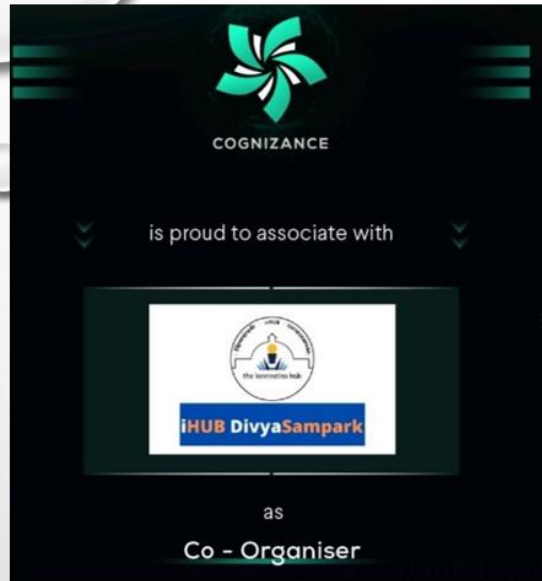 COGNIZANCE
is proud to associate with
the innovation hub
iHUB DivyaSampark
as
Co - Organiser